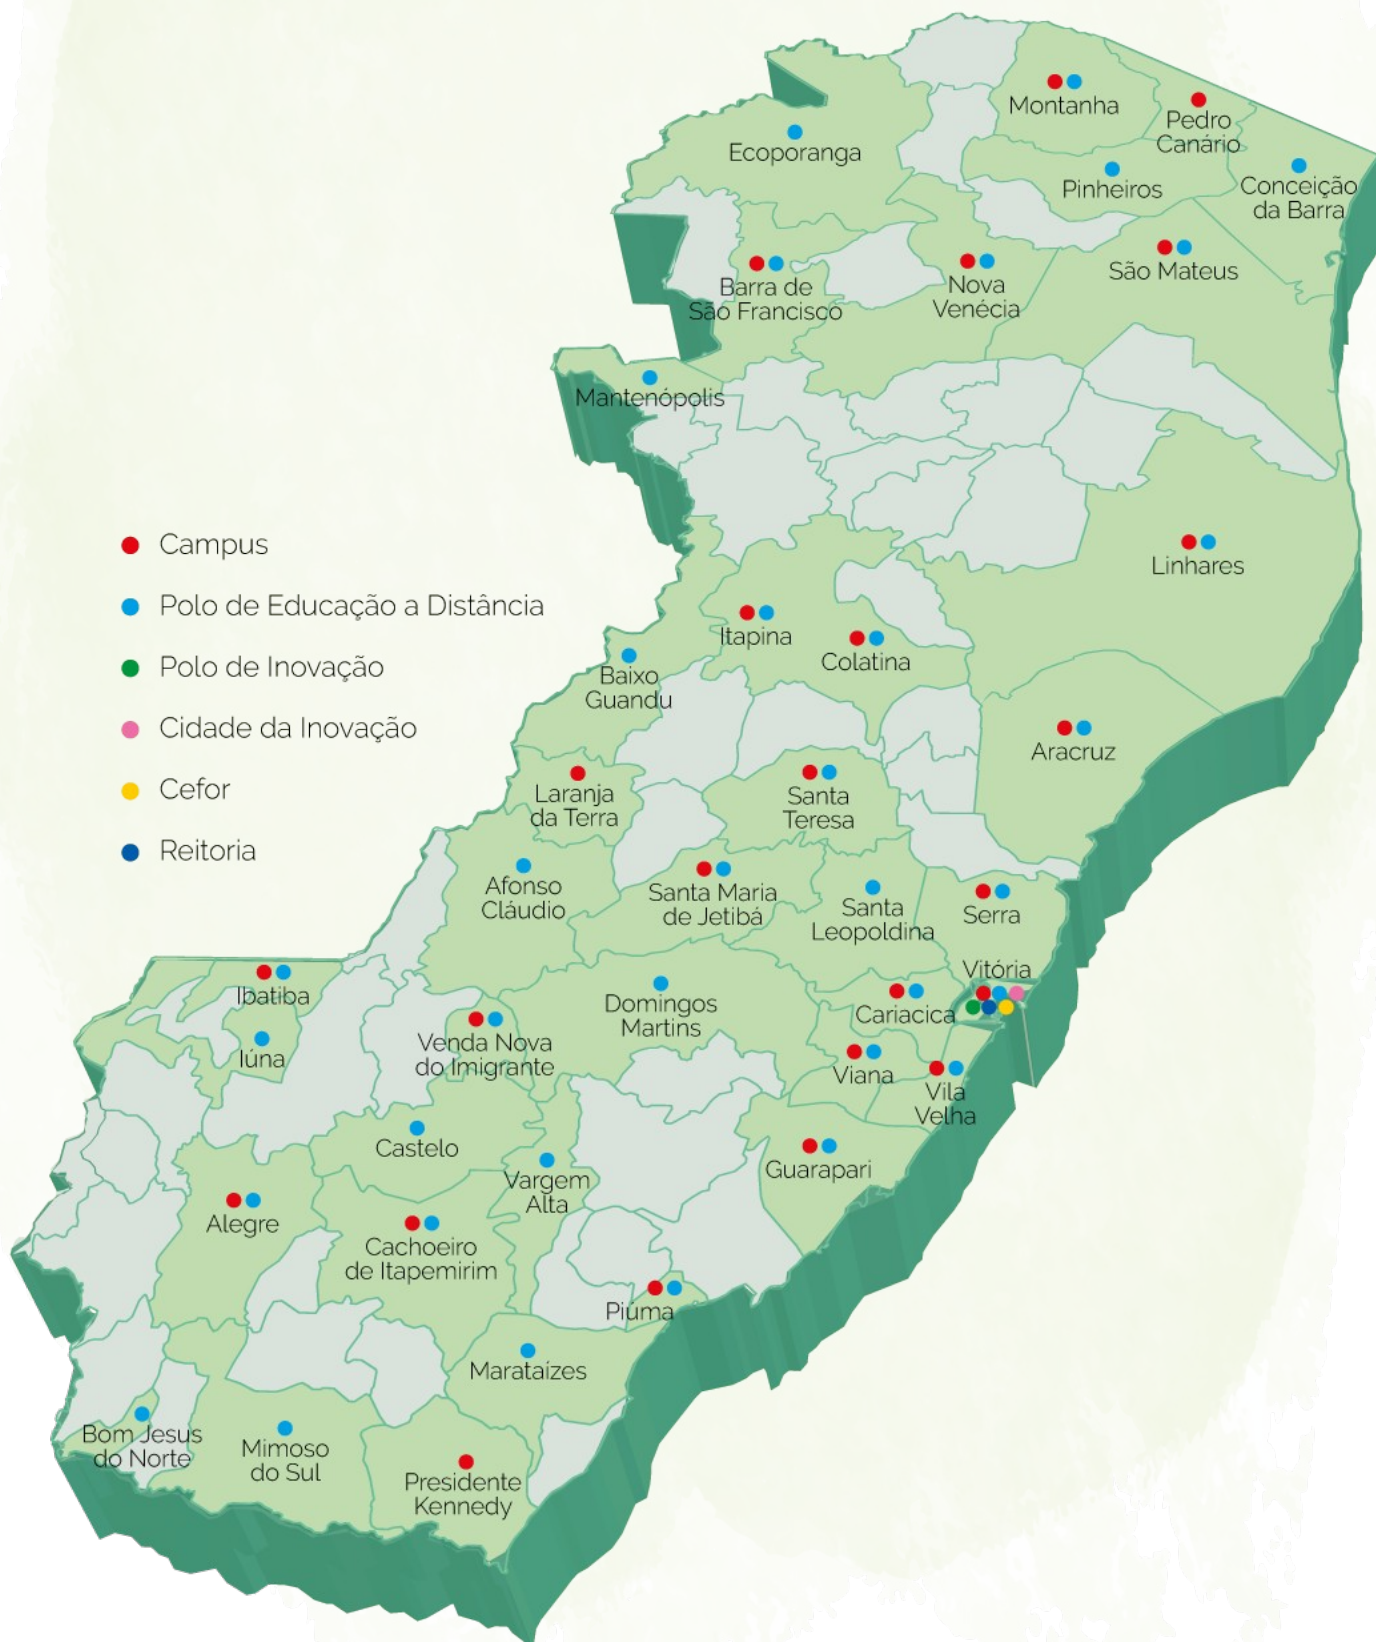 Montanha
Pedro
Canário
Ecoporanga
Pinheiros
Conceição
da Barra
São Mateus
Barra de
São Francisco
Nova
Venécia
Mantenópolis
Campus
Polo de Educação a Distância
Polo de Inovação
Cidade da Inovação
Cefor
Reitoria
Linhares
Itapina
Colatina
Baixo
Guandu
Aracruz
Laranja
da Terra
Santa
Teresa
Afonso
Cláudio
Santa Maria
de Jetibá
Santa
Leopoldina
Serra
Vitória
Ibatiba
Domingos
Martins
Cariacica
Iúna
Venda Nova
do Imigrante
Viana
Vila
Velha
Castelo
Vargem
Alta
Guarapari
Alegre
Cachoeiro
de Itapemirim
Piúma
Marataízes
Bom Jesus
do Norte
Mimoso
do Sul
Presidente
Kennedy